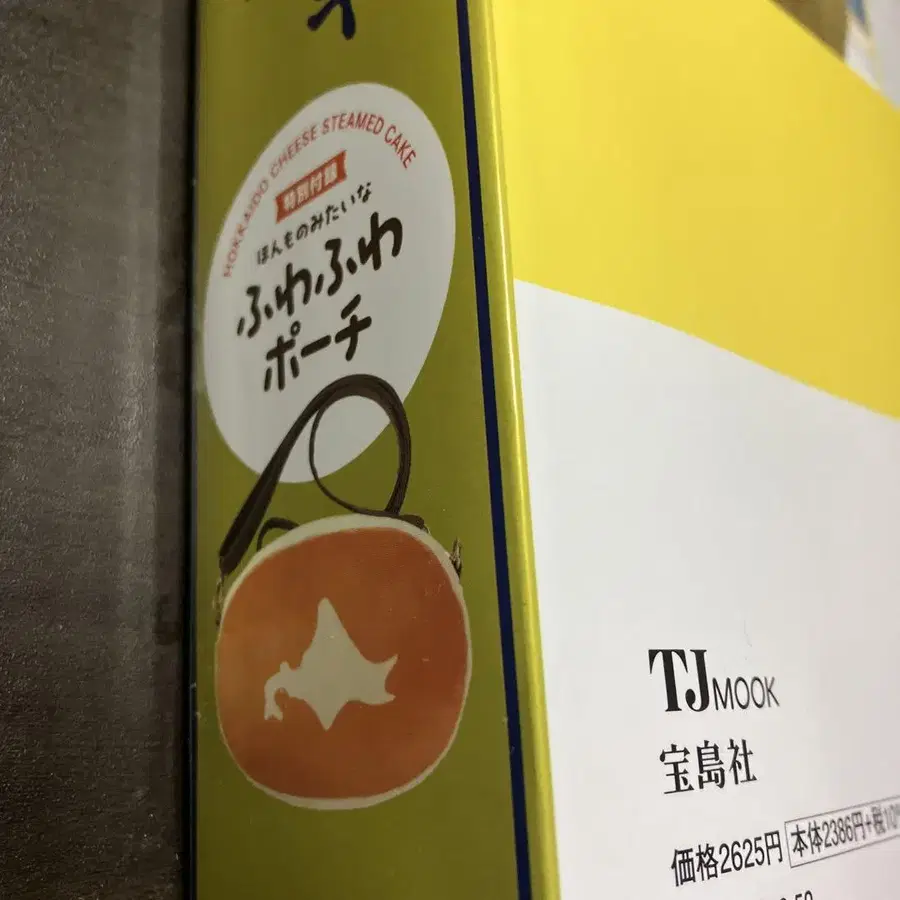 HOKKAIDO CHEESE STEAMED CAKE
特別付録
ほんものみたいな
ふわふわ
ポーチ
TJ MOOK
宝島社
価格2625円 本体2386円+税10%